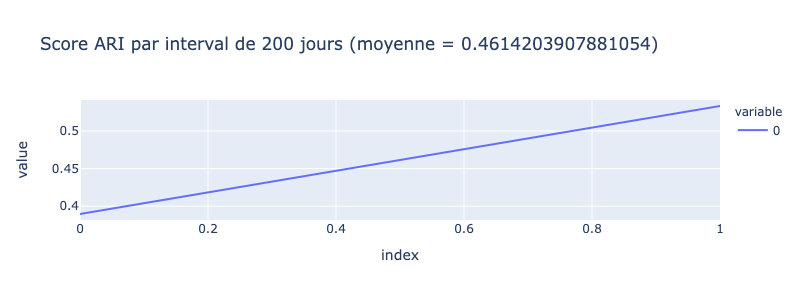 Score ARI par interval de 200 jours (moyenne = 0.4614203907881054)
variable
0
value
0.5
0.45
0.4
0
0.2
0.4
0.6
0.8
1
index